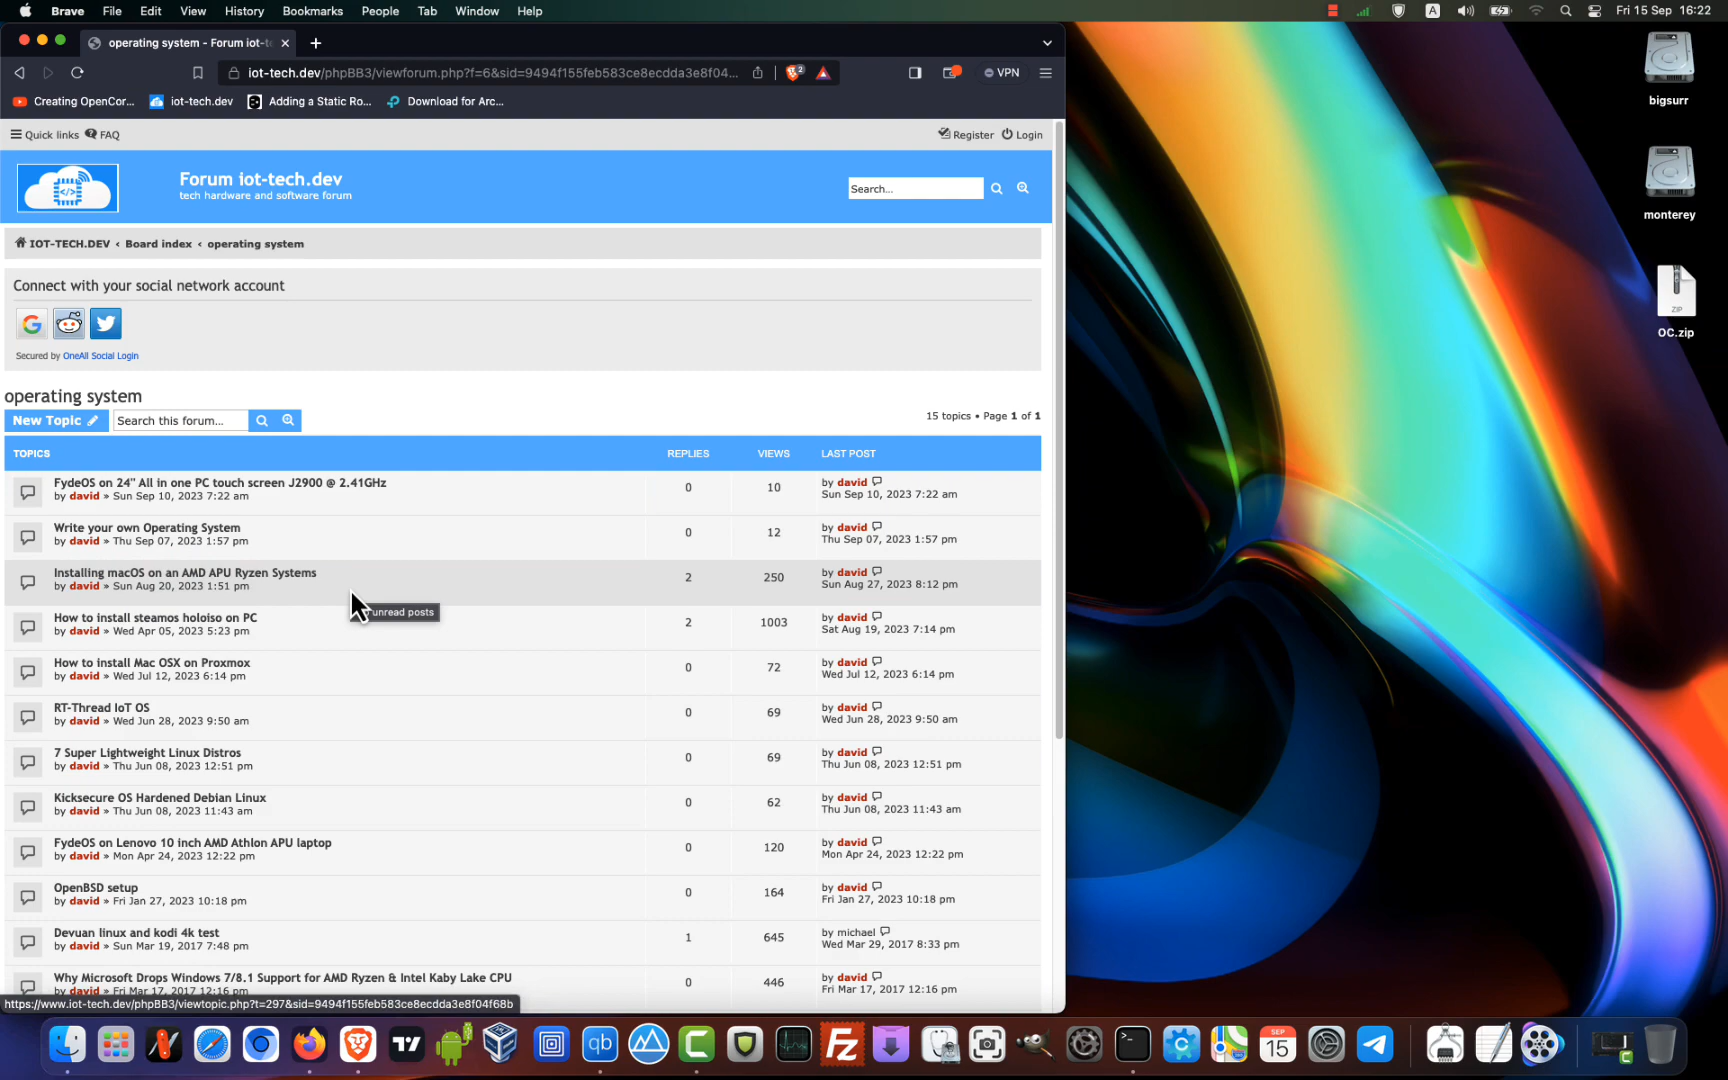 Brave File Edit View History Bookmarks People Tab Window Help
A
Fri 15 Sep 16:22
operating system - Forum iot-te
iot-tech.dev/phpBB3/viewforum.php?f=6&sid=9494f155feb583ce8ecdda3e8f04...
2
VPN
Creating OpenCor... iot-tech.dev Adding a Static Ro... Download for Arc...
Quick links FAQ
Register Login
Forum iot-tech.dev
tech hardware and software forum
Search...
IOT-TECH.DEV ‹ Board index ‹ operating system
Connect with your social network account
Secured by OneAll Social Login
operating system
New Topic Search this forum...
15 topics • Page 1 of 1
TOPICS REPLIES VIEWS LAST POST
FydeOS on 24" All in one PC touch screen J2900 @ 2.41GHz
by david » Sun Sep 10, 2023 7:22 am
0 10
by david
Sun Sep 10, 2023 7:22 am
Write your own Operating System
by david » Thu Sep 07, 2023 1:57 pm
0 12
by david
Thu Sep 07, 2023 1:57 pm
Installing macOS on an AMD APU Ryzen Systems
by david » Sun Aug 20, 2023 1:51 pm
2 250
by david
Sun Aug 27, 2023 8:12 pm
unread posts
How to install steamos holoiso on PC
by david » Wed Apr 05, 2023 5:23 pm
2 1003
by david
Sat Aug 19, 2023 7:14 pm
How to install Mac OSX on Proxmox
by david » Wed Jul 12, 2023 6:14 pm
0 72
by david
Wed Jul 12, 2023 6:14 pm
RT-Thread IoT OS
by david » Wed Jun 28, 2023 9:50 am
0 69
by david
Wed Jun 28, 2023 9:50 am
7 Super Lightweight Linux Distros
by david » Thu Jun 08, 2023 12:51 pm
0 69
by david
Thu Jun 08, 2023 12:51 pm
Kicksecure OS Hardened Debian Linux
by david » Thu Jun 08, 2023 11:43 am
0 62
by david
Thu Jun 08, 2023 11:43 am
FydeOS on Lenovo 10 inch AMD Athlon APU laptop
by david » Mon Apr 24, 2023 12:22 pm
0 120
by david
Mon Apr 24, 2023 12:22 pm
OpenBSD setup
by david » Fri Jan 27, 2023 10:18 pm
0 164
by david
Fri Jan 27, 2023 10:18 pm
Devuan linux and kodi 4k test
by david » Sun Mar 19, 2017 7:48 pm
1 645
by michael
Wed Mar 29, 2017 8:33 pm
Why Microsoft Drops Windows 7/8.1 Support for AMD Ryzen & Intel Kaby Lake CPU
by david » Fri Mar 17, 2017 12:16 pm
0 446
by david
Fri Mar 17, 2017 12:16 pm
https://www.iot-tech.dev/phpBB3/viewtopic.php?t=297&sid=9494f155feb583ce8ecdda3e8f04f68b
bigsurr
monterey
ZIP
OC.zip
qb
SEP
15